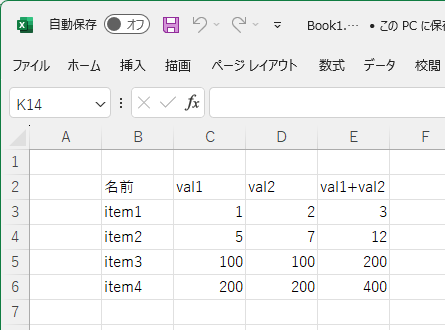 自動保存 オフ Book1.… • この PC に保
ファイル ホーム 挿入 描画 ページ レイアウト 数式 データ 校閲
K14 fx
A B C D E F
1
2 名前 val1 val2 val1+val2
3 item1 1 2 3
4 item2 5 7 12
5 item3 100 100 200
6 item4 200 200 400